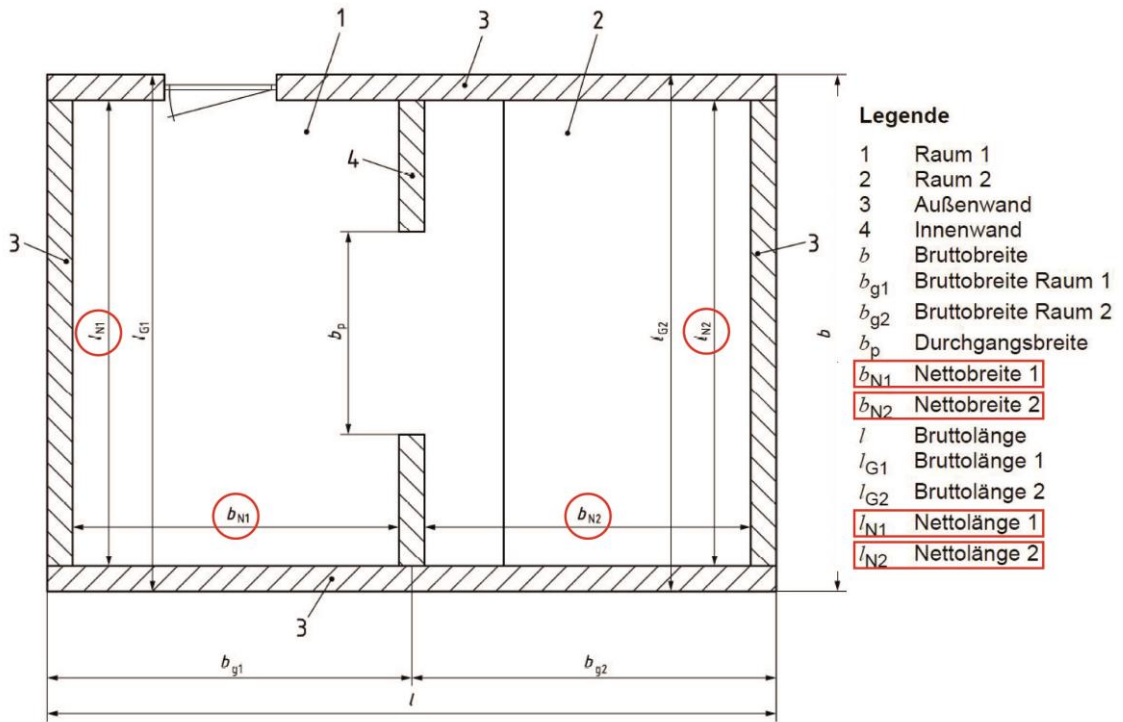 1
3
2
4
3
3
l_N1
l_G1
b_p
l_G2
l_N2
b
b_N1
b_N2
3
b_g1
b_g2
l
Legende
1 Raum 1
2 Raum 2
3 Außenwand
4 Innenwand
b Bruttobreite
b_g1 Bruttobreite Raum 1
b_g2 Bruttobreite Raum 2
b_p Durchgangsbreite
b_N1 Nettobreite 1
b_N2 Nettobreite 2
l Bruttolänge
l_G1 Bruttolänge 1
l_G2 Bruttolänge 2
l_N1 Nettolänge 1
l_N2 Nettolänge 2